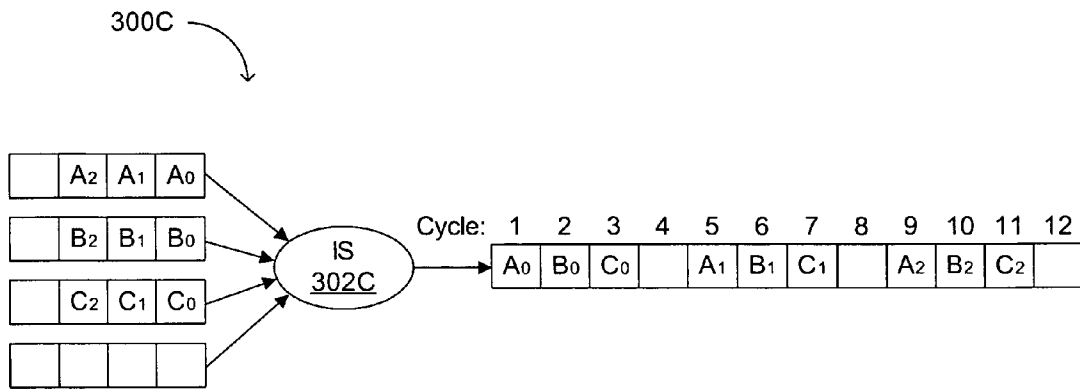 300C
A2 A1 A0
B2 B1 B0
C2 C1 C0
IS
302C
Cycle: 1 2 3 4 5 6 7 8 9 10 11 12
A0 B0 C0 A1 B1 C1 A2 B2 C2